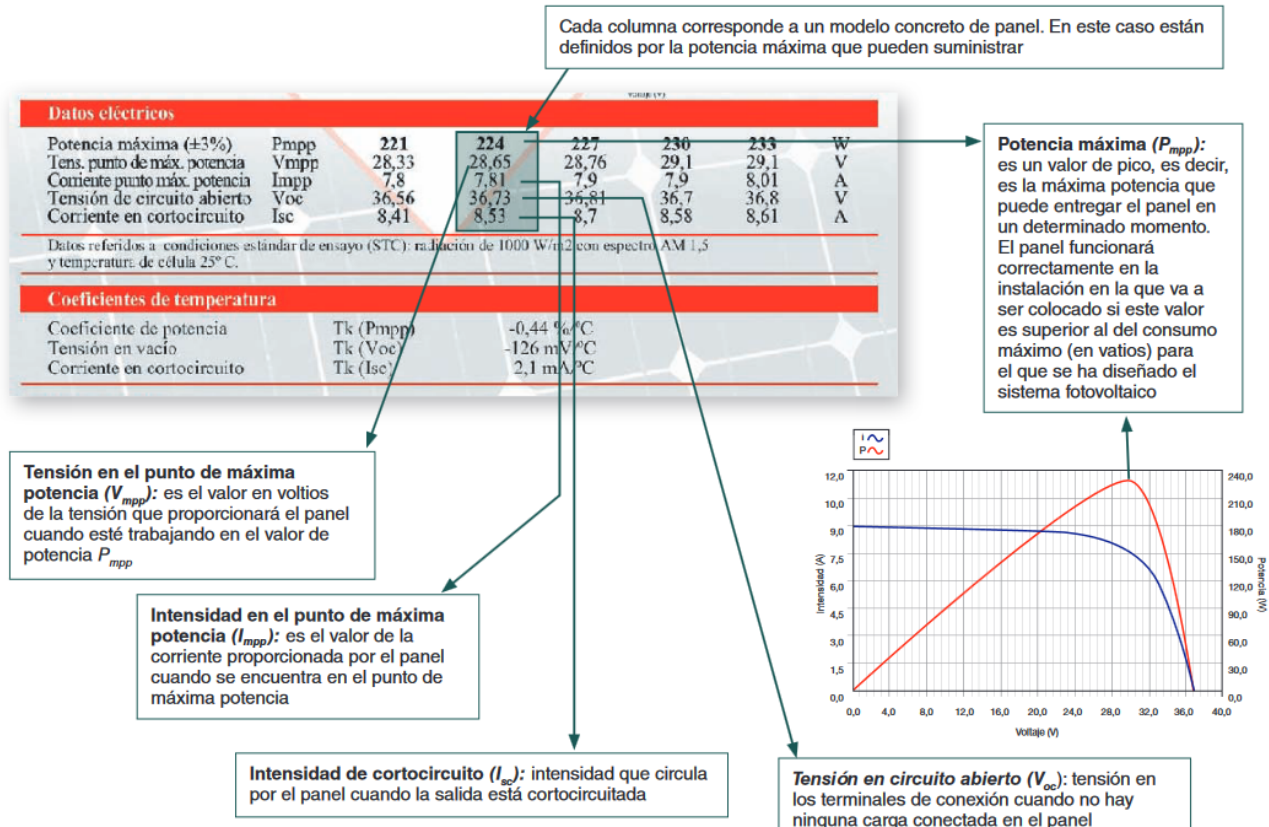 Cada columna corresponde a un modelo concreto de panel. En este caso están
definidos por la potencia máxima que pueden suministrar
Voltaje (V)
Datos eléctricos
Potencia máxima (±3%) Pmpp 221 224 227 230 233 W
Tens. punto de máx. potencia Vmpp 28,33 28,65 28,76 29,1 29,1 V
Corriente punto máx. potencia Impp 7,8 7,81 7,9 7,9 8,01 A
Tensión de circuito abierto Voc 36,56 36,73 36,81 36,7 36,8 V
Corriente en cortocircuito Isc 8,41 8,53 8,7 8,58 8,61 A
Datos referidos a condiciones estándar de ensayo (STC): radiación de 1000 W/m2 con espectro AM 1,5
y temperatura de célula 25º C.
Coeficientes de temperatura
Coeficiente de potencia Tk (Pmpp) -0,44 %/ºC
Tensión en vacío Tk (Voc) -126 mV/ºC
Corriente en cortocircuito Tk (Isc) 2,1 mA/ºC
Potencia máxima (Pmpp):
es un valor de pico, es decir,
es la máxima potencia que
puede entregar el panel en
un determinado momento.
El panel funcionará
correctamente en la
instalación en la que va a
ser colocado si este valor
es superior al del consumo
máximo (en vatios) para
el que se ha diseñado el
sistema fotovoltaico
Tensión en el punto de máxima
potencia (Vmpp): es el valor en voltios
de la tensión que proporcionará el panel
cuando esté trabajando en el valor de
potencia Pmpp
Intensidad en el punto de máxima
potencia (Impp): es el valor de la
corriente proporcionada por el panel
cuando se encuentra en el punto de
máxima potencia
Intensidad de cortocircuito (Isc): intensidad que circula
por el panel cuando la salida está cortocircuitada
I
P
12,0
10,0
9,0
7,5
6,0
4,5
3,0
1,5
0,0
Intensidad (A)
240,0
210,0
180,0
150,0
120,0
90,0
60,0
30,0
0,0
Potencia (W)
0,0 4,0 8,0 12,0 16,0 20,0 24,0 28,0 32,0 36,0 40,0
Voltaje (V)
Tensión en circuito abierto (Voc): tensión en
los terminales de conexión cuando no hay
ninguna carga conectada en el panel